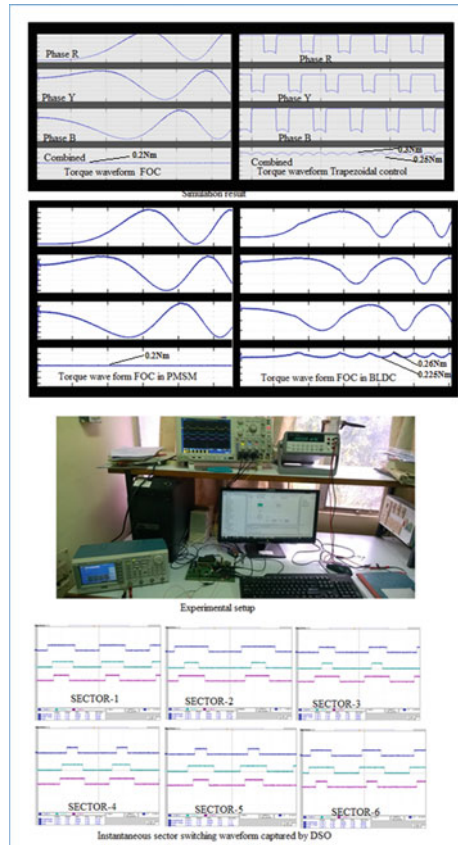 Phase R
Phase Y
Phase B
0.2Nm
Combined
Torque waveform FOC
Phase R
Phase Y
Phase B
0.26Nm
Combined
Torque waveform Trapezoidal control
Simulation result
0.2Nm
Torque wave form FOC in PMSM
0.26Nm
0.225Nm
Torque wave form FOC in BLDC
Experimental setup
SECTOR-1
SECTOR-2
SECTOR-3
SECTOR-4
SECTOR-5
SECTOR-6
Instantaneous sector switching waveform captured by DSO